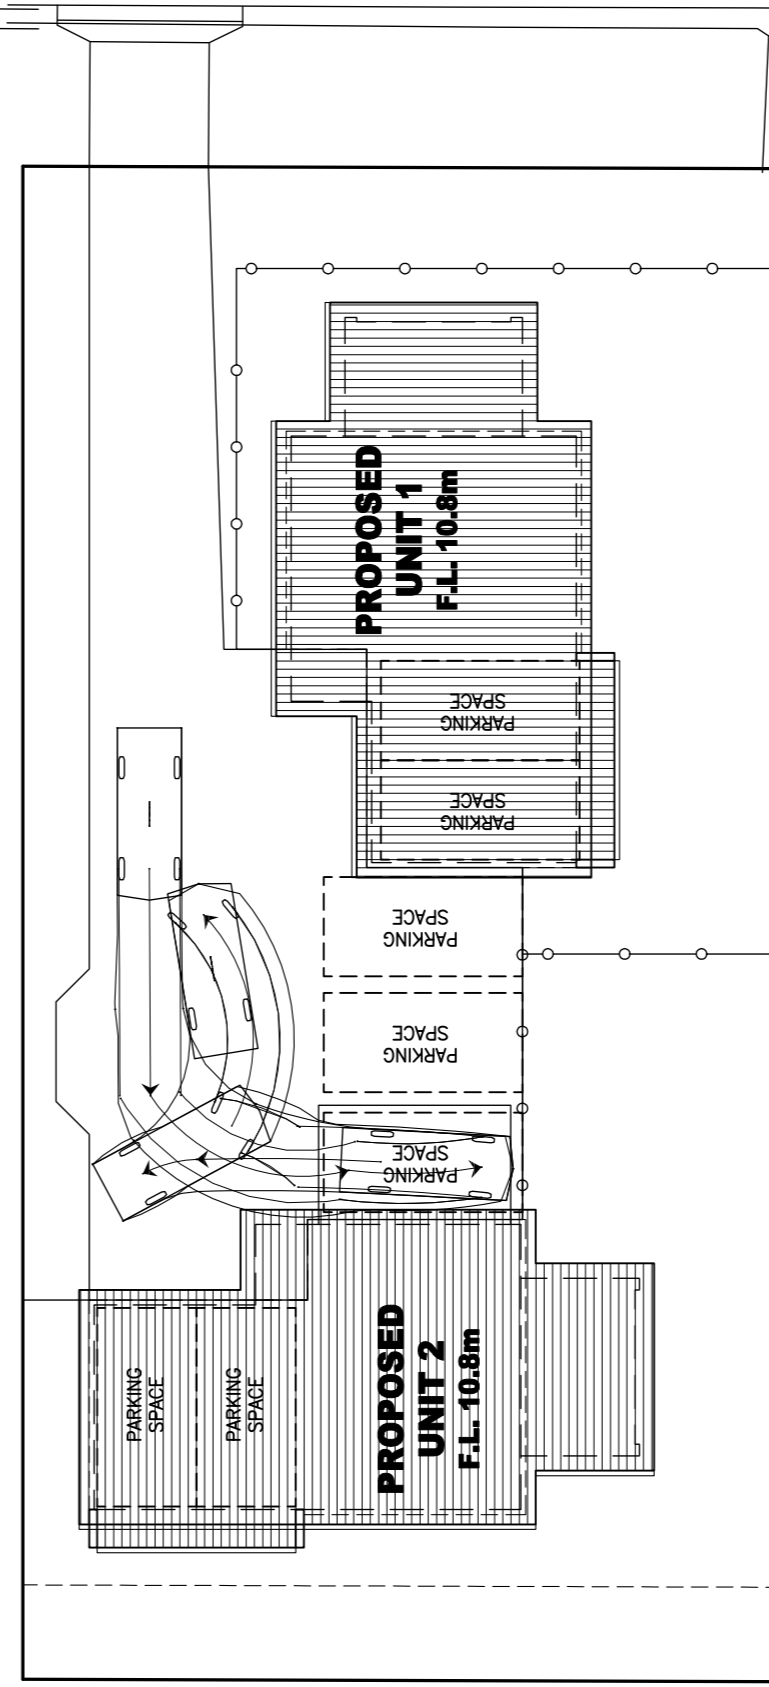 PROPOSED
UNIT 1
F.L. 10.8m
PARKING
SPACE
PARKING
SPACE
PARKING
SPACE
PARKING
SPACE
PARKING
SPACE
PROPOSED
UNIT 2
F.L. 10.8m
PARKING
SPACE
PARKING
SPACE